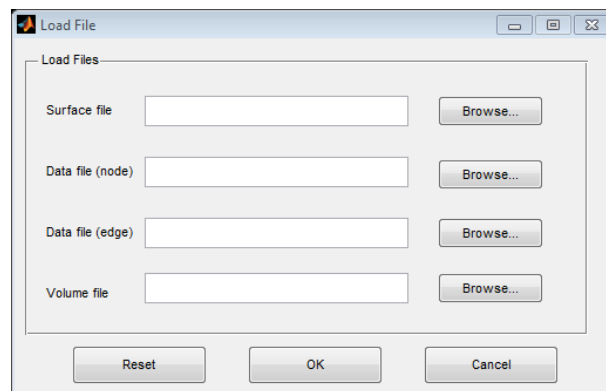 Load File
Load Files
Surface file Browse...
Data file (node) Browse...
Data file (edge) Browse...
Volume file Browse...
Reset OK Cancel